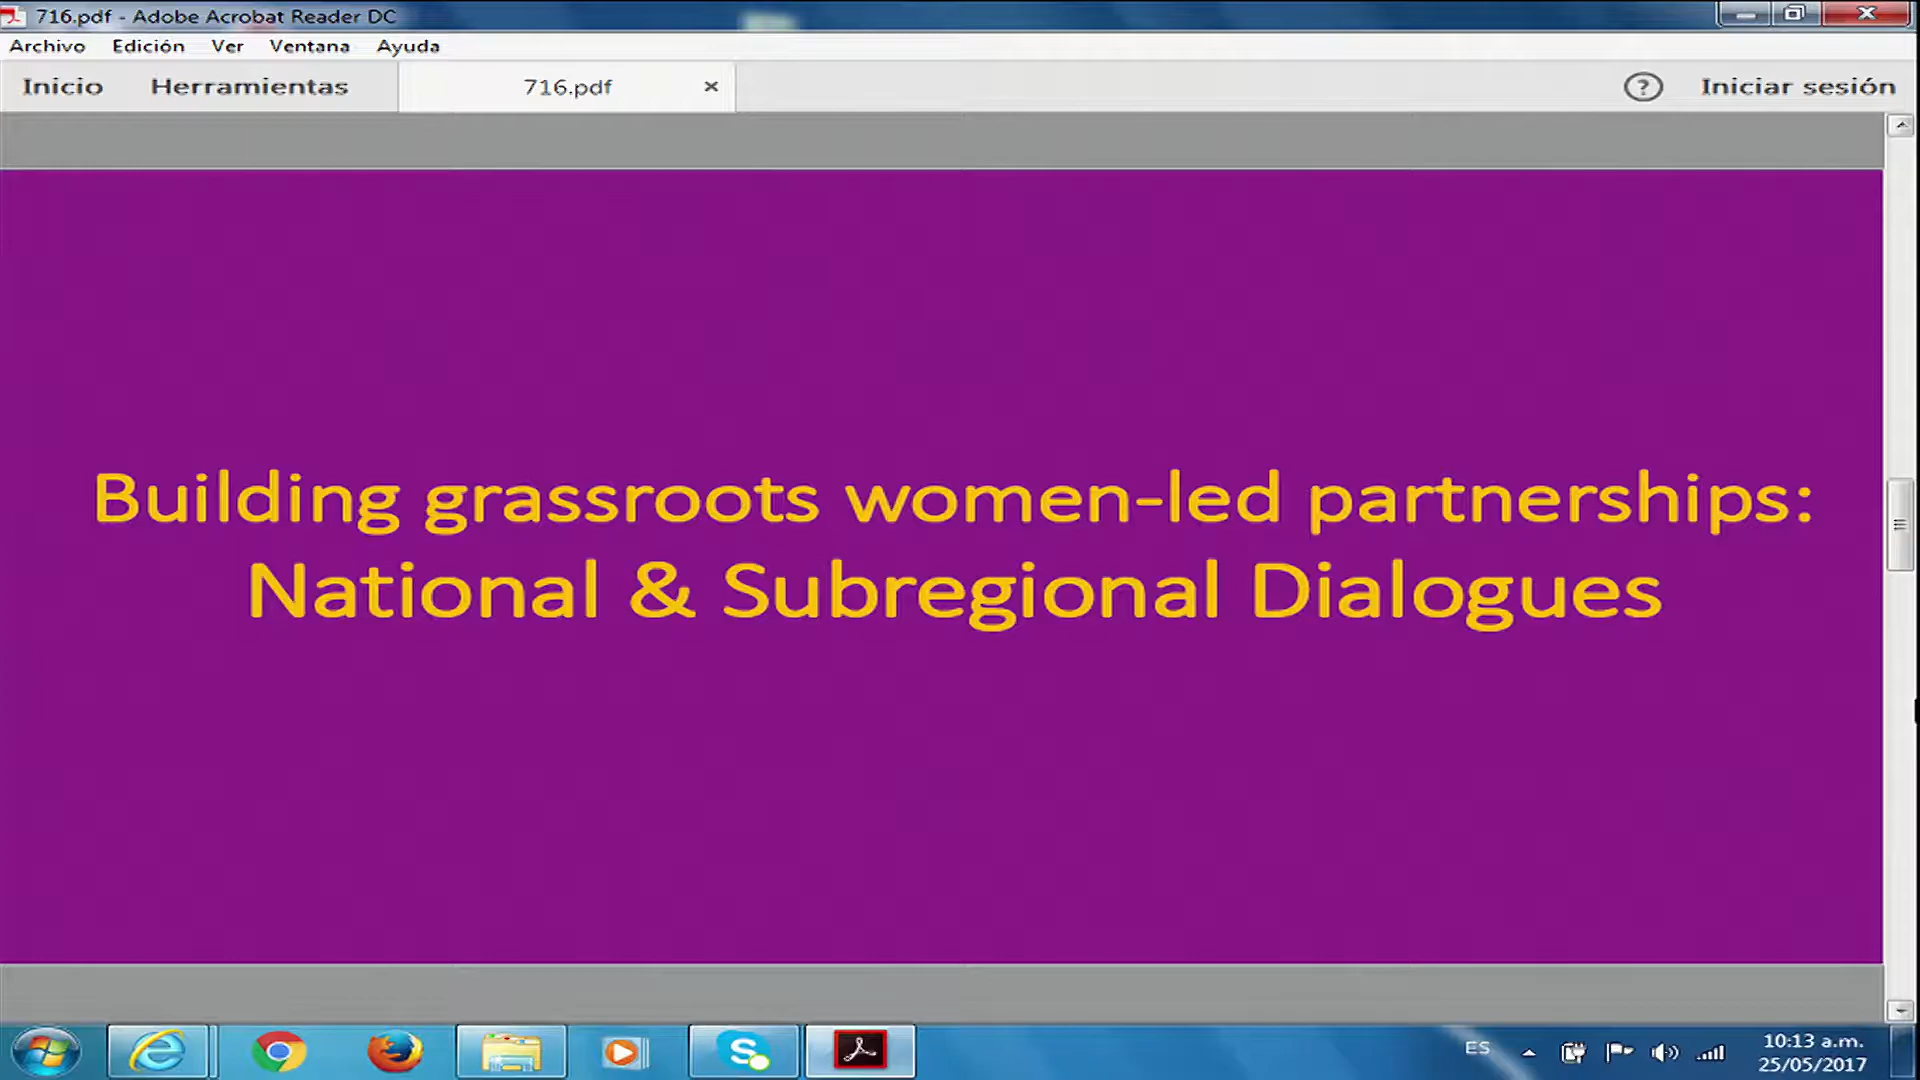 716.pdf - Adobe Acrobat Reader DC
Archivo Edición Ver Ventana Ayuda
Inicio Herramientas 716.pdf × ? Iniciar sesión
Building grassroots women-led partnerships:
National & Subregional Dialogues
ES 10:13 a.m.
25/05/2017